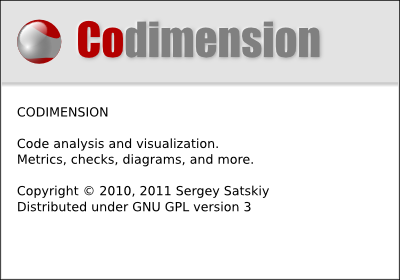 Codimension
CODIMENSION
Code analysis and visualization.
Metrics, checks, diagrams, and more.
Copyright © 2010, 2011 Sergey Satskiy
Distributed under GNU GPL version 3